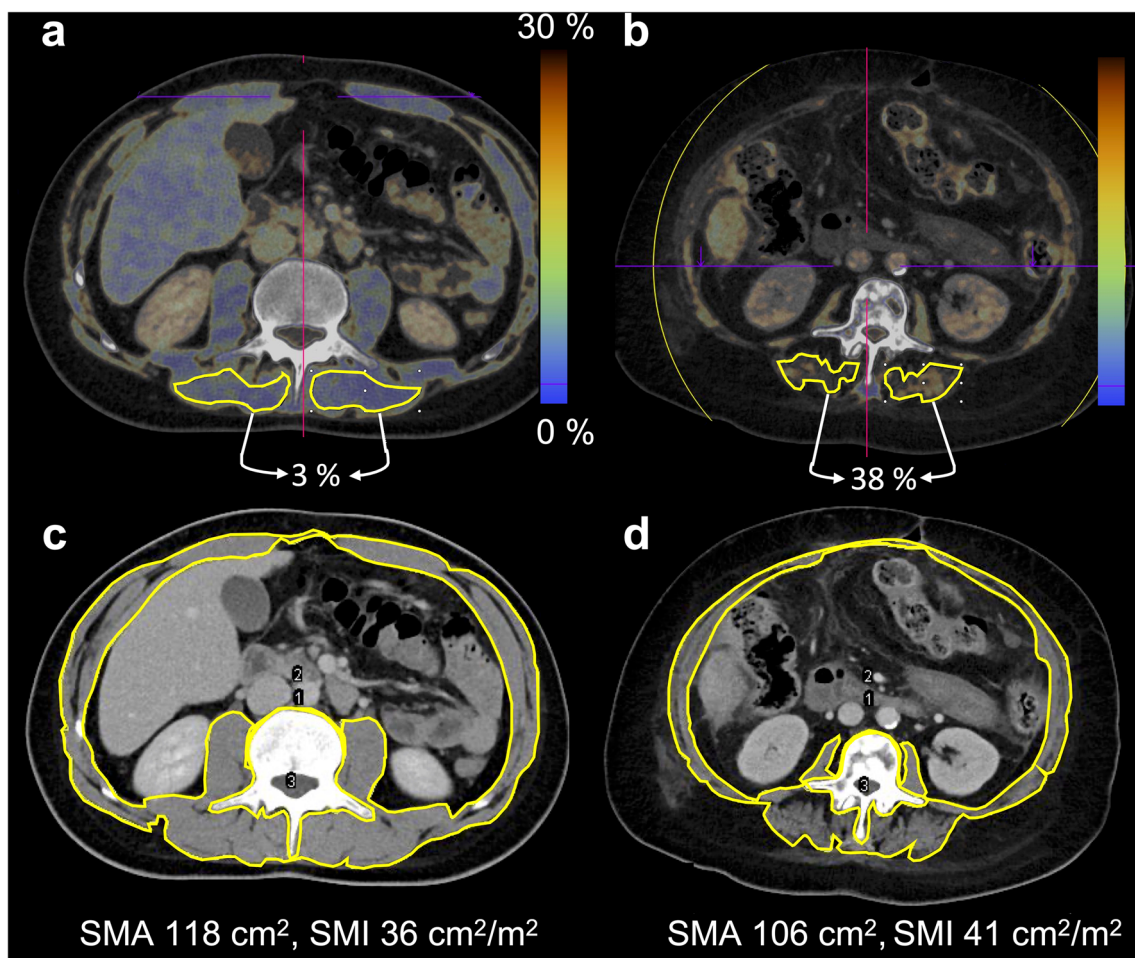 a
30 %
b
0 %
3 %
38 %
c
d
2
1
3
2
1
3
SMA 118 cm², SMI 36 cm²/m²
SMA 106 cm², SMI 41 cm²/m²